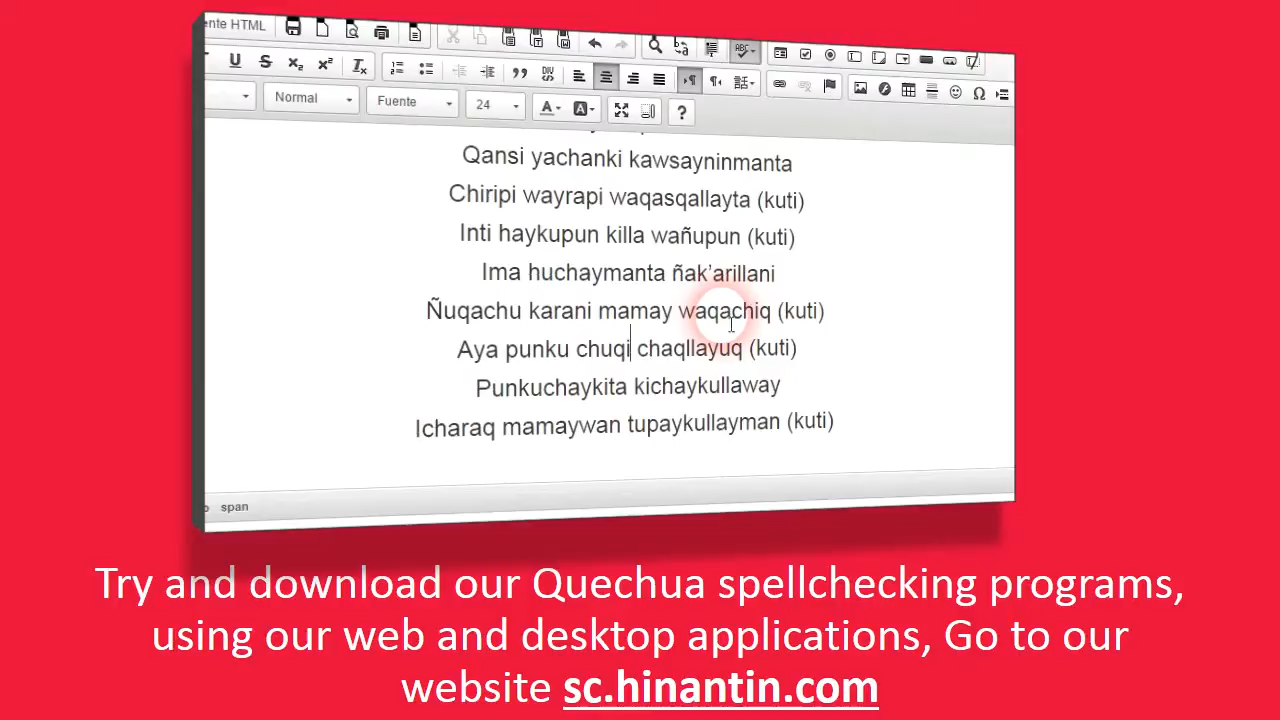 ente HTML
Normal Fuente 24
Qansi yachanki kawsayninmanta
Chiripi wayrapi waqasqallayta (kuti)
Inti haykupun killa wañupun (kuti)
Ima huchaymanta ñak’arillani
Ñuqachu karani mamay waqachiq (kuti)
Aya punku chuqi chaqllayuq (kuti)
Punkuchaykita kichaykullaway
Icharaq mamaywan tupaykullayman (kuti)
span
Try and download our Quechua spellchecking programs,
using our web and desktop applications, Go to our
website sc.hinantin.com